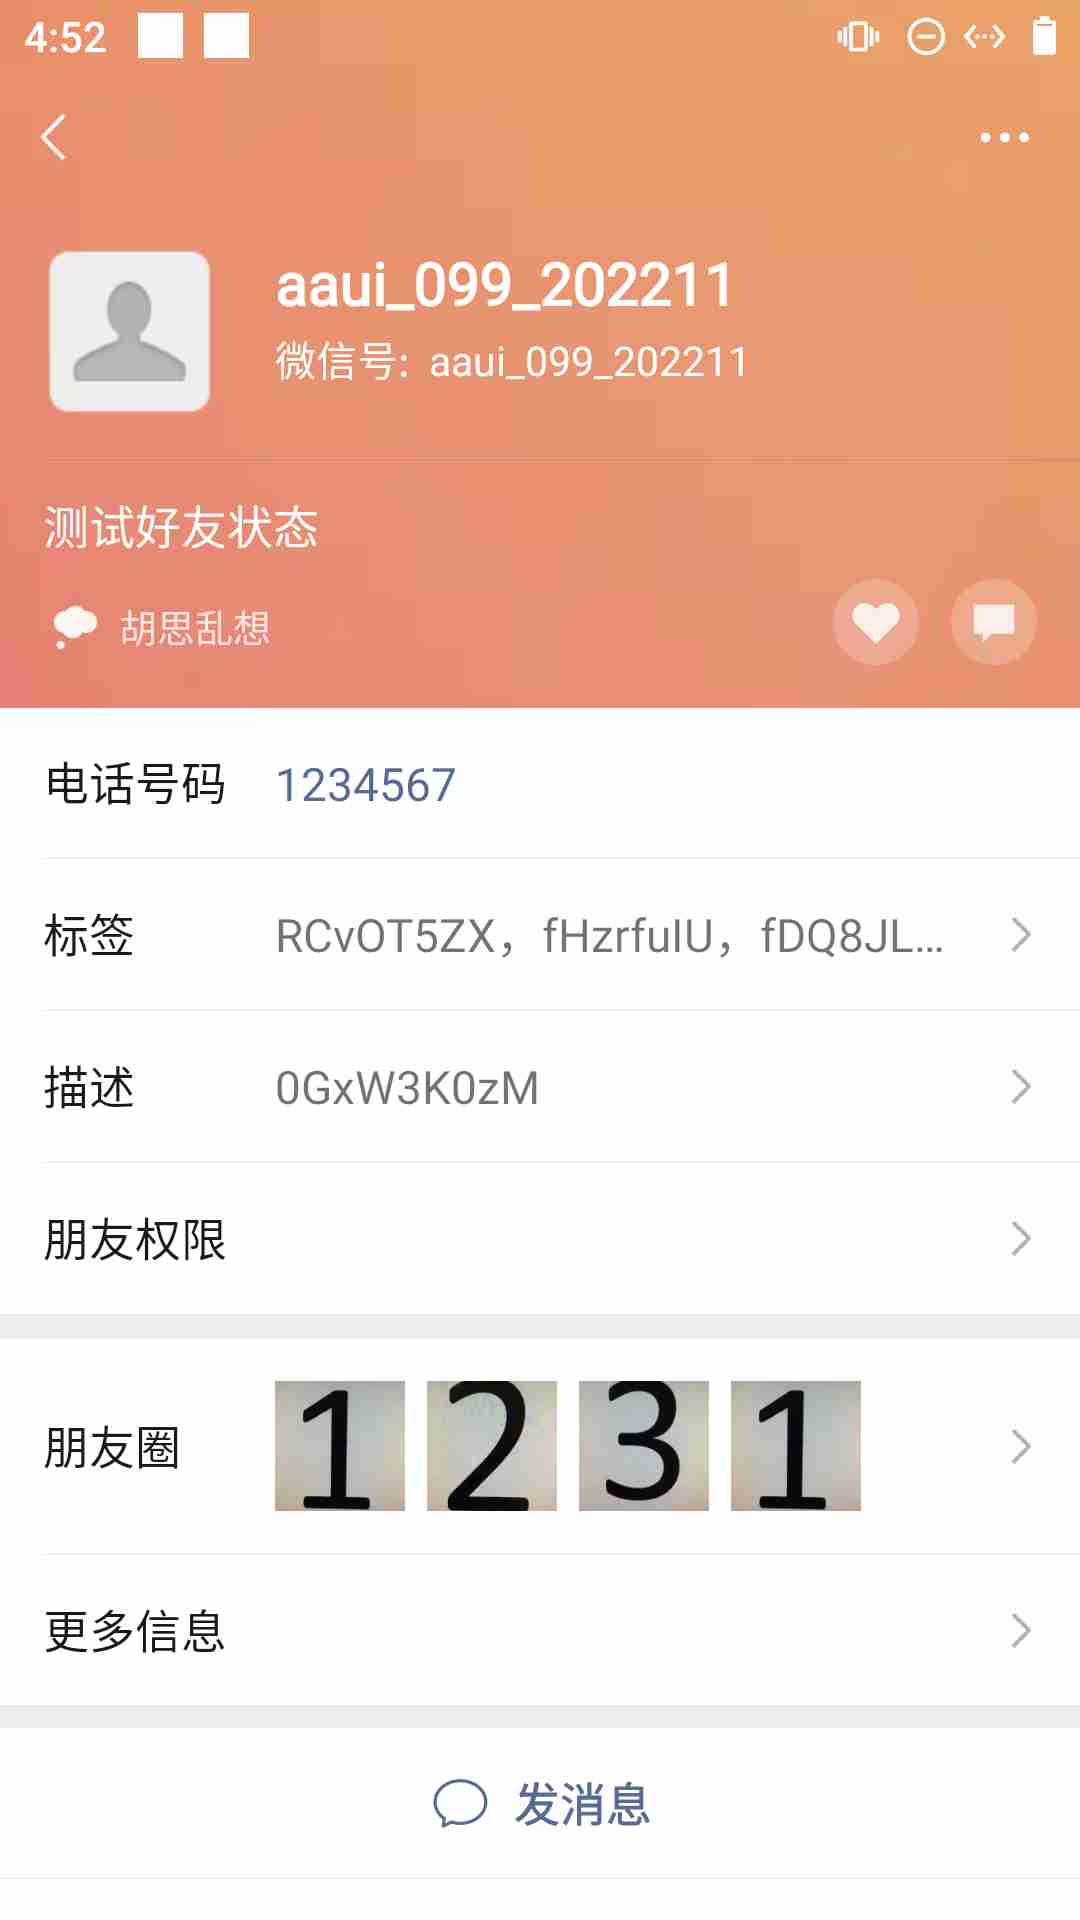 4:52
aaui_099_202211
微信号: aaui_099_202211
测试好友状态
胡思乱想
电话号码 1234567
标签 RCvOT5ZX，fHzrfuIU，fDQ8JL...
描述 0GxW3K0zM
朋友权限
朋友圈 1 2 3 1
更多信息
发消息